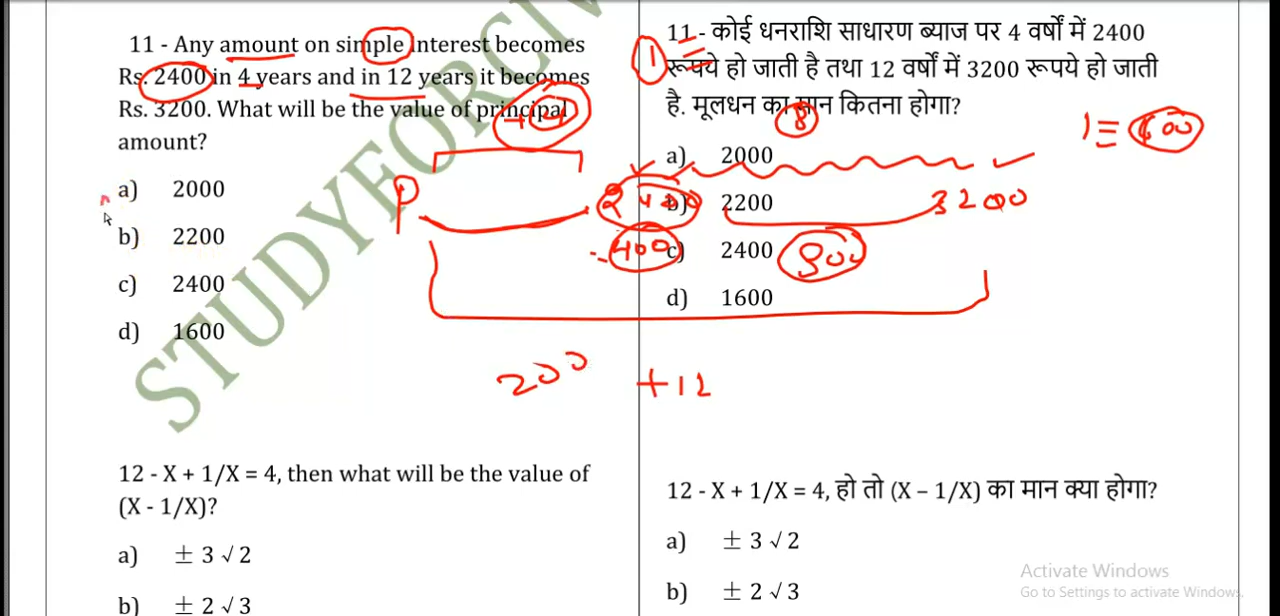 11 - Any amount on simple interest becomes
Rs. 2400 in 4 years and in 12 years it becomes
Rs. 3200. What will be the value of principal
amount?
a) 2000
b) 2200
c) 2400
d) 1600
12 - X + 1/X = 4, then what will be the value of
(X - 1/X)?
a) ± 3 √ 2
b) ± 2 √ 3
11 - कोई धनराशि साधारण ब्याज पर 4 वर्षो में 2400
रूपये हो जाती है तथा 12 वर्षो में 3200 रूपये हो जाती
है. मूलधन का मान कितना होगा?
a) 2000
b) 2200
c) 2400
d) 1600
12 - X + 1/X = 4, हो तो (X – 1/X) का मान क्या होगा?
a) ± 3 √ 2
b) ± 2 √ 3
1
8
P
2400
3200
400
800
200 +12
Activate Windows
Go to Settings to activate Windows.